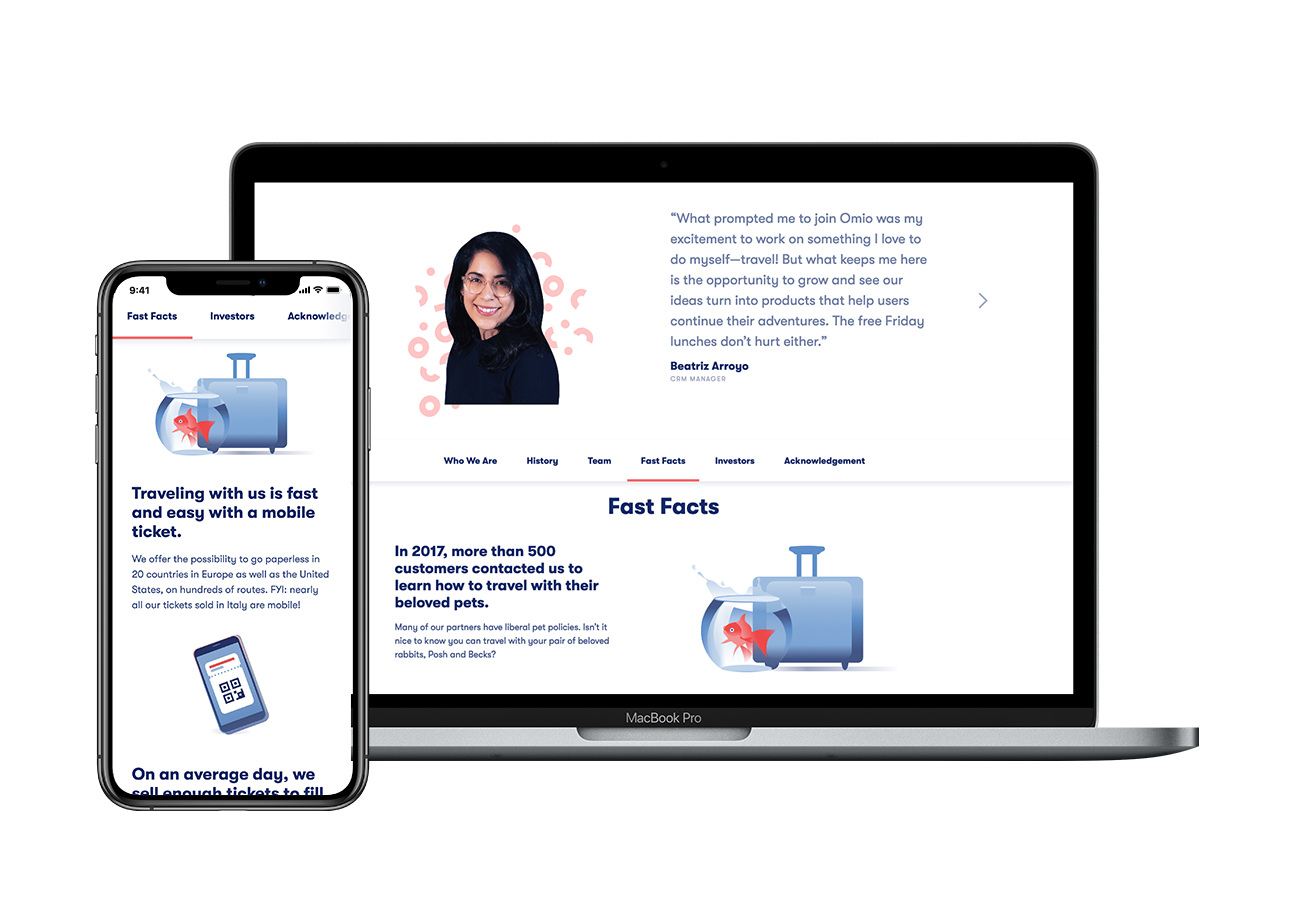 9:41
Fast Facts Investors Acknowledg
Traveling with us is fast
and easy with a mobile
ticket.
We offer the possibility to go paperless in
20 countries in Europe as well as the United
States, on hundreds of routes. FYI: nearly
all our tickets sold in Italy are mobile!
On an average day, we
sell enough tickets to fill
“What prompted me to join Omio was my
excitement to work on something I love to
do myself—travel! But what keeps me here
is the opportunity to grow and see our
ideas turn into products that help users
continue their adventures. The free Friday
lunches don’t hurt either.”
Beatriz Arroyo
CRM MANAGER
Who We Are History Team Fast Facts Investors Acknowledgement
Fast Facts
In 2017, more than 500
customers contacted us to
learn how to travel with their
beloved pets.
Many of our partners have liberal pet policies. Isn’t it
nice to know you can travel with your pair of beloved
rabbits, Posh and Becks?
MacBook Pro